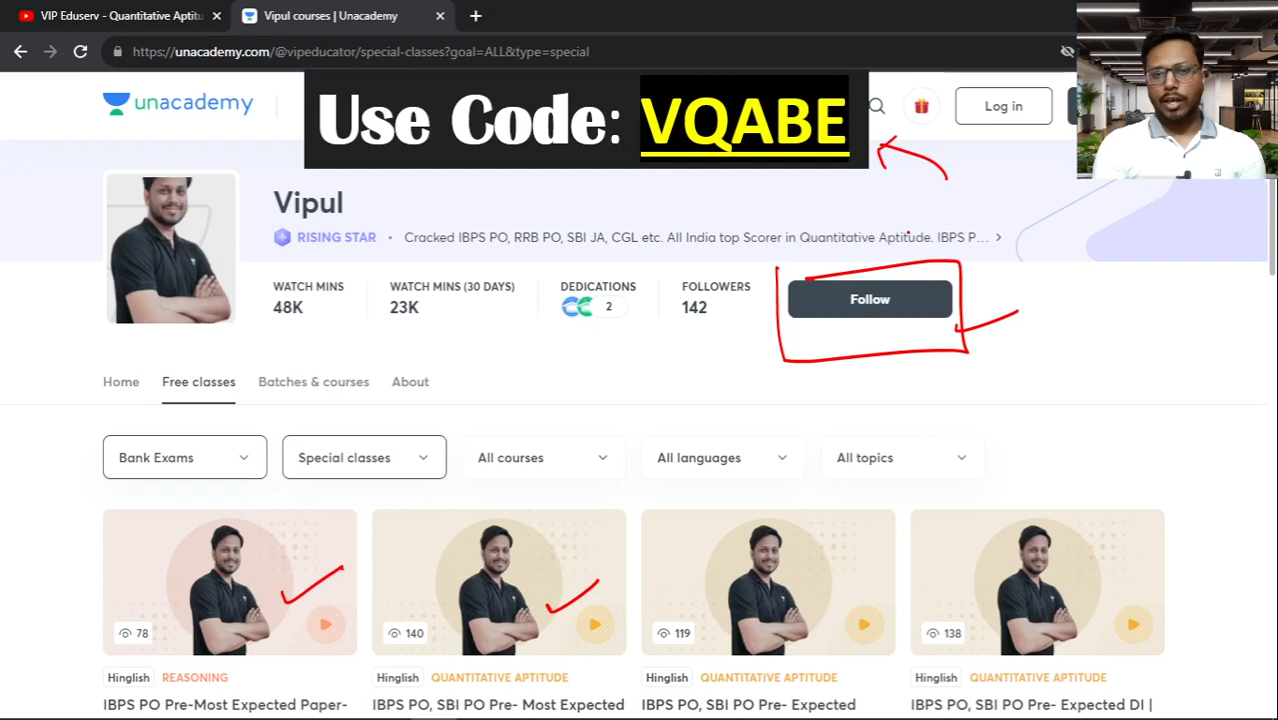 VIP Eduserv - Quantitative Aptitu
Vipul courses | Unacademy
https://unacademy.com/@vipeducator/special-classes?goal=ALL&type=special
unacademy
Use Code: VQABE
Log in
Vipul
RISING STAR • Cracked IBPS PO, RRB PO, SBI JA, CGL etc. All India top Scorer in Quantitative Aptitude. IBPS P...
WATCH MINS
48K
WATCH MINS (30 DAYS)
23K
DEDICATIONS
2
FOLLOWERS
142
Follow
Home Free classes Batches & courses About
Bank Exams Special classes All courses All languages All topics
78
140
119
138
Hinglish REASONING
IBPS PO Pre-Most Expected Paper-
Hinglish QUANTITATIVE APTITUDE
IBPS PO, SBI PO Pre- Most Expected
Hinglish QUANTITATIVE APTITUDE
IBPS PO, SBI PO Pre- Expected
Hinglish QUANTITATIVE APTITUDE
IBPS PO, SBI PO Pre- Expected DI |